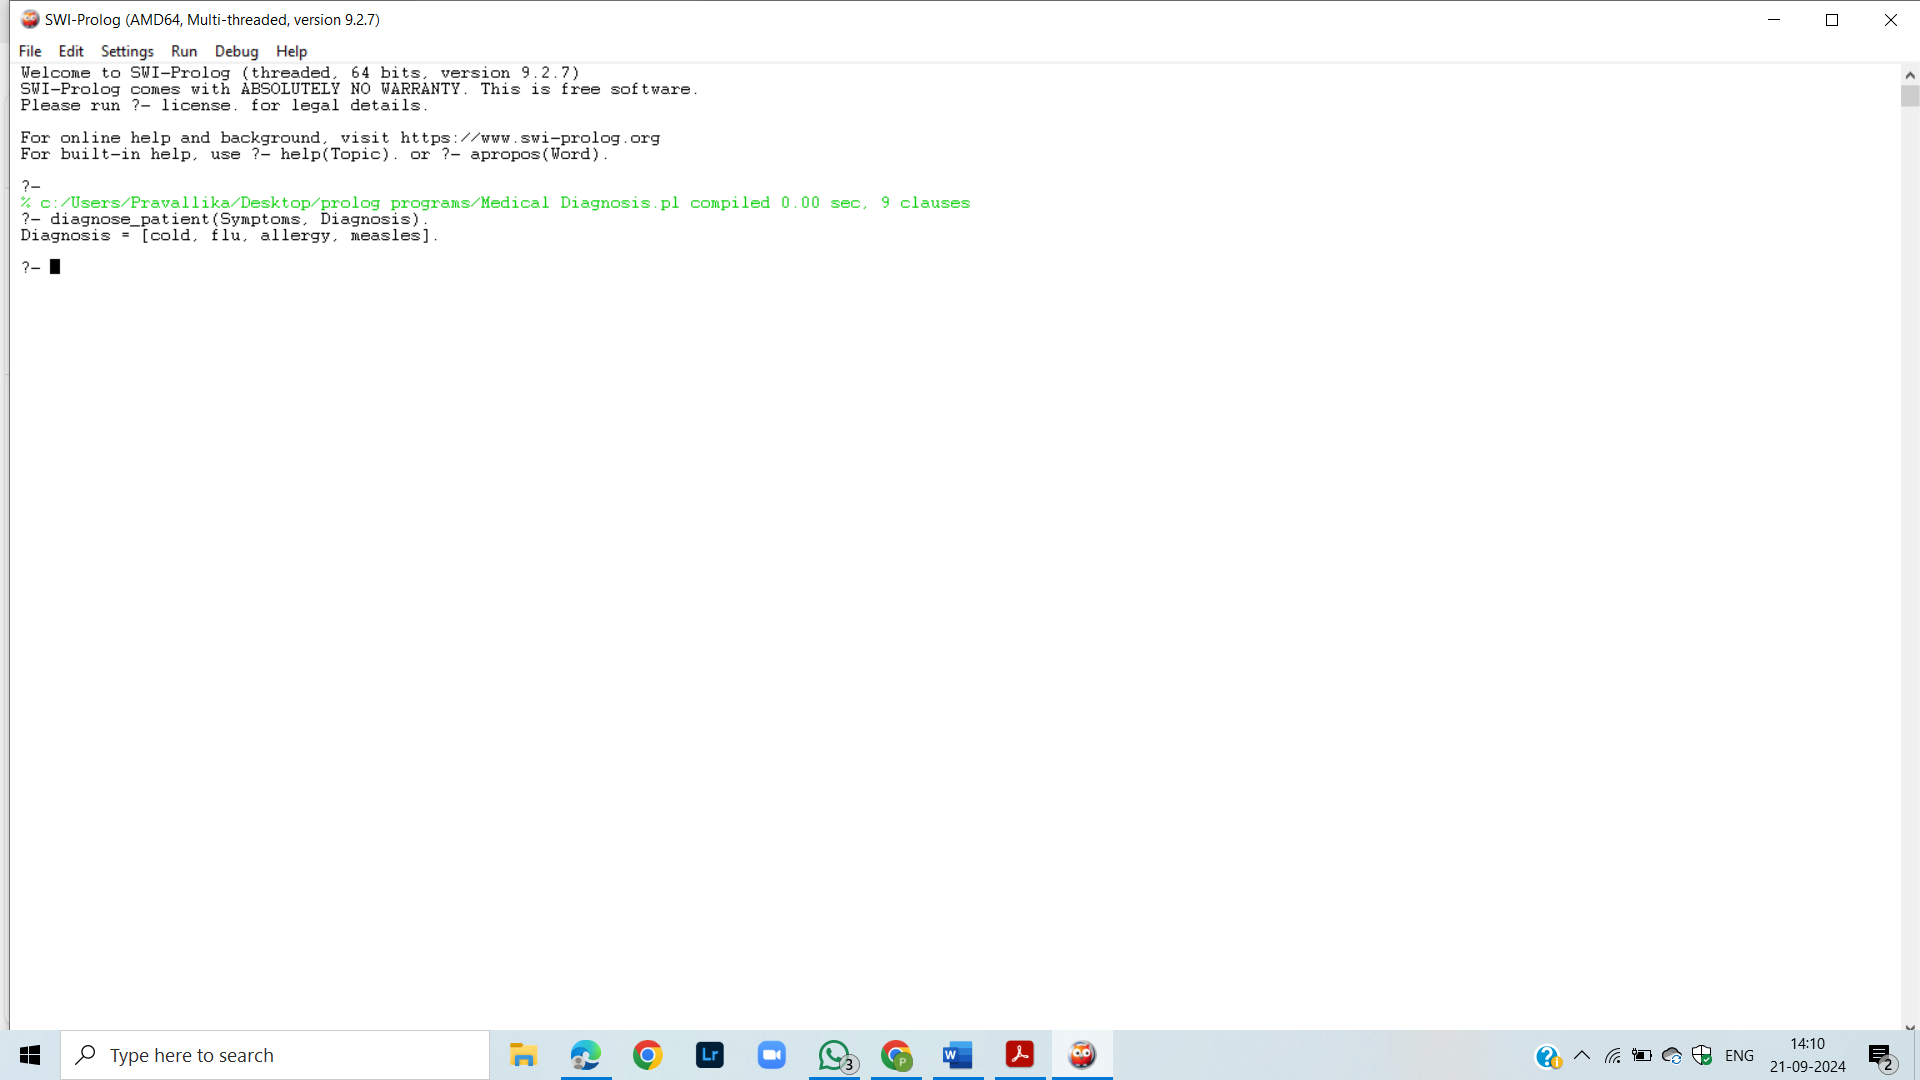 SWI-Prolog (AMD64, Multi-threaded, version 9.2.7)
File Edit Settings Run Debug Help
Welcome to SWI-Prolog (threaded, 64 bits, version 9.2.7)
SWI-Prolog comes with ABSOLUTELY NO WARRANTY. This is free software.
Please run ?- license. for legal details.
For online help and background, visit https://www.swi-prolog.org
For built-in help, use ?- help(Topic). or ?- apropos(Word).
?-
% c:/Users/Pravallika/Desktop/prolog programs/Medical Diagnosis.pl compiled 0.00 sec, 9 clauses
?- diagnose_patient(Symptoms, Diagnosis).
Diagnosis = [cold, flu, allergy, measles].
?-
Type here to search
Lr
3
P
W
?
ENG
14:10
21-09-2024
2